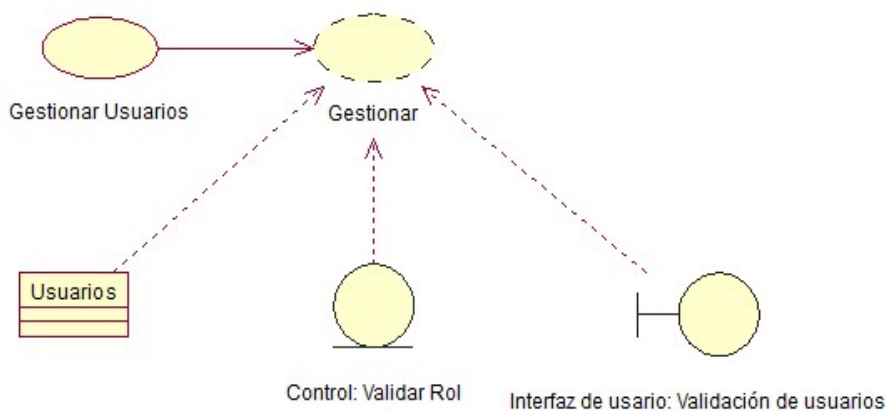 Gestionar Usuarios
Gestionar
Usuarios
Control: Validar Rol
Interfaz de usario: Validación de usuarios